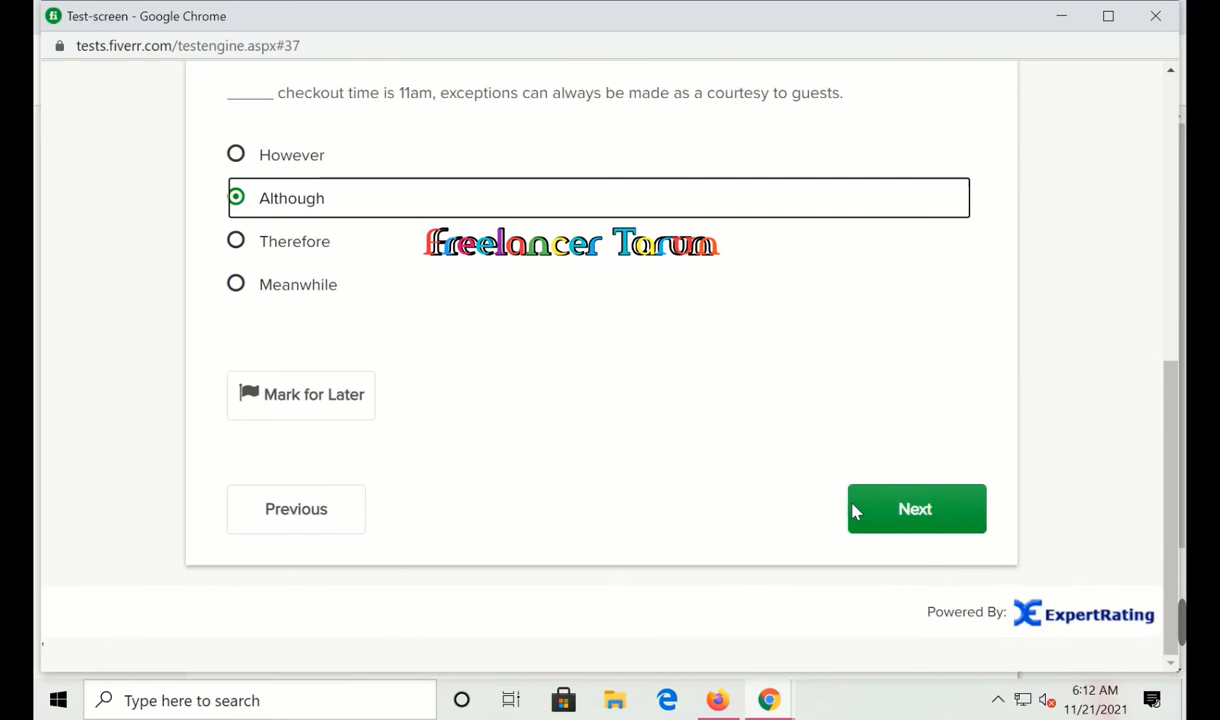 Test-screen - Google Chrome
tests.fiverr.com/testengine.aspx#37
_____ checkout time is 11am, exceptions can always be made as a courtesy to guests.
However
Although
Therefore
Freelancer Torum
Meanwhile
Mark for Later
Previous
Next
Powered By: ExpertRating
Type here to search
6:12 AM
11/21/2021